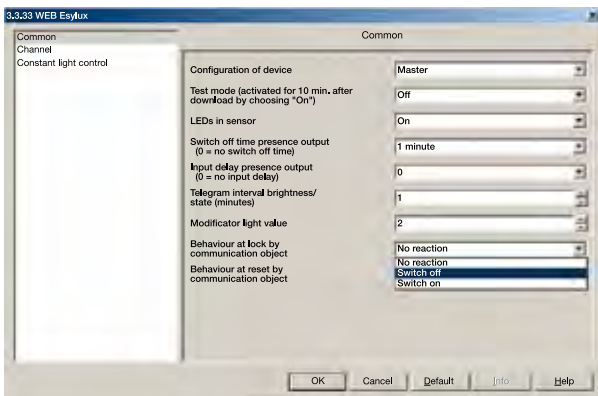 3.3.33 WEB Esylux
Common
Channel
Constant light control
Common
Configuration of device
Master
Test mode (activated for 10 min. after
download by choosing "On")
Off
LEDs in sensor
On
Switch off time presence output
(0 = no switch off time)
1 minute
Input delay presence output
(0 = no input delay)
0
Telegram interval brightness/
state (minutes)
1
Modificator light value
2
Behaviour at lock by
communication object
No reaction
No reaction
Switch off
Switch on
Behaviour at reset by
communication object
OK
Cancel
Default
Info
Help